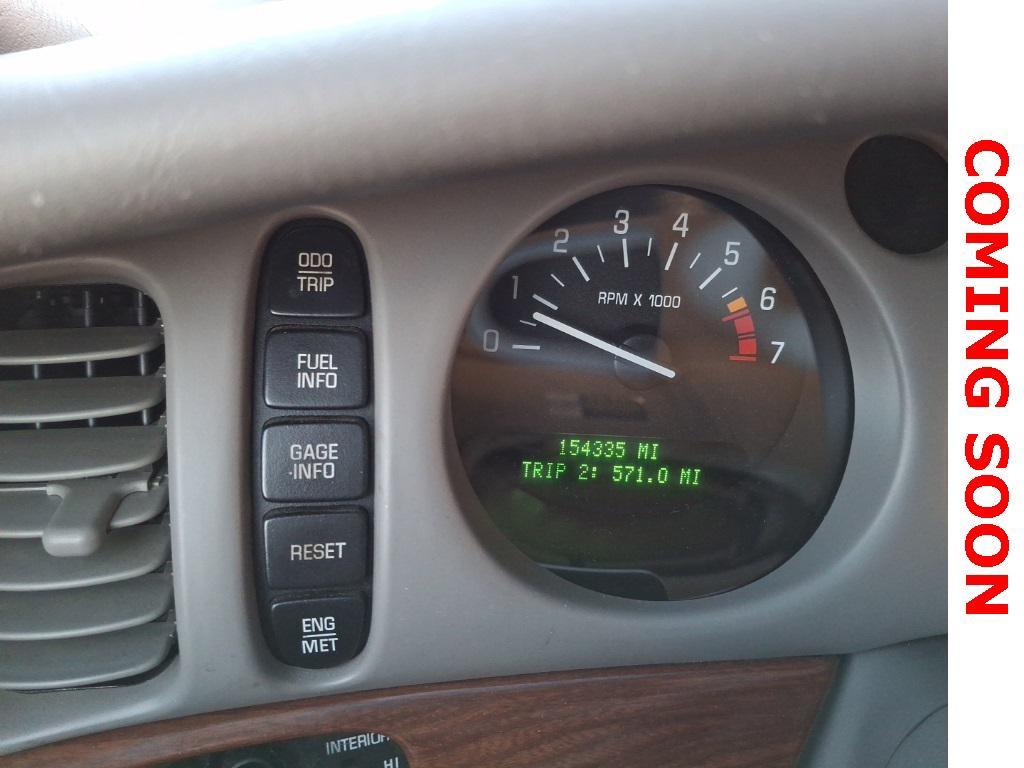 ODO
TRIP
FUEL
INFO
GAGE
·INFO
RESET
ENG
MET
0
1
2
3
4
5
6
7
RPM X 1000
154335 MI
TRIP 2: 571.0 MI
HI
COMING SOON